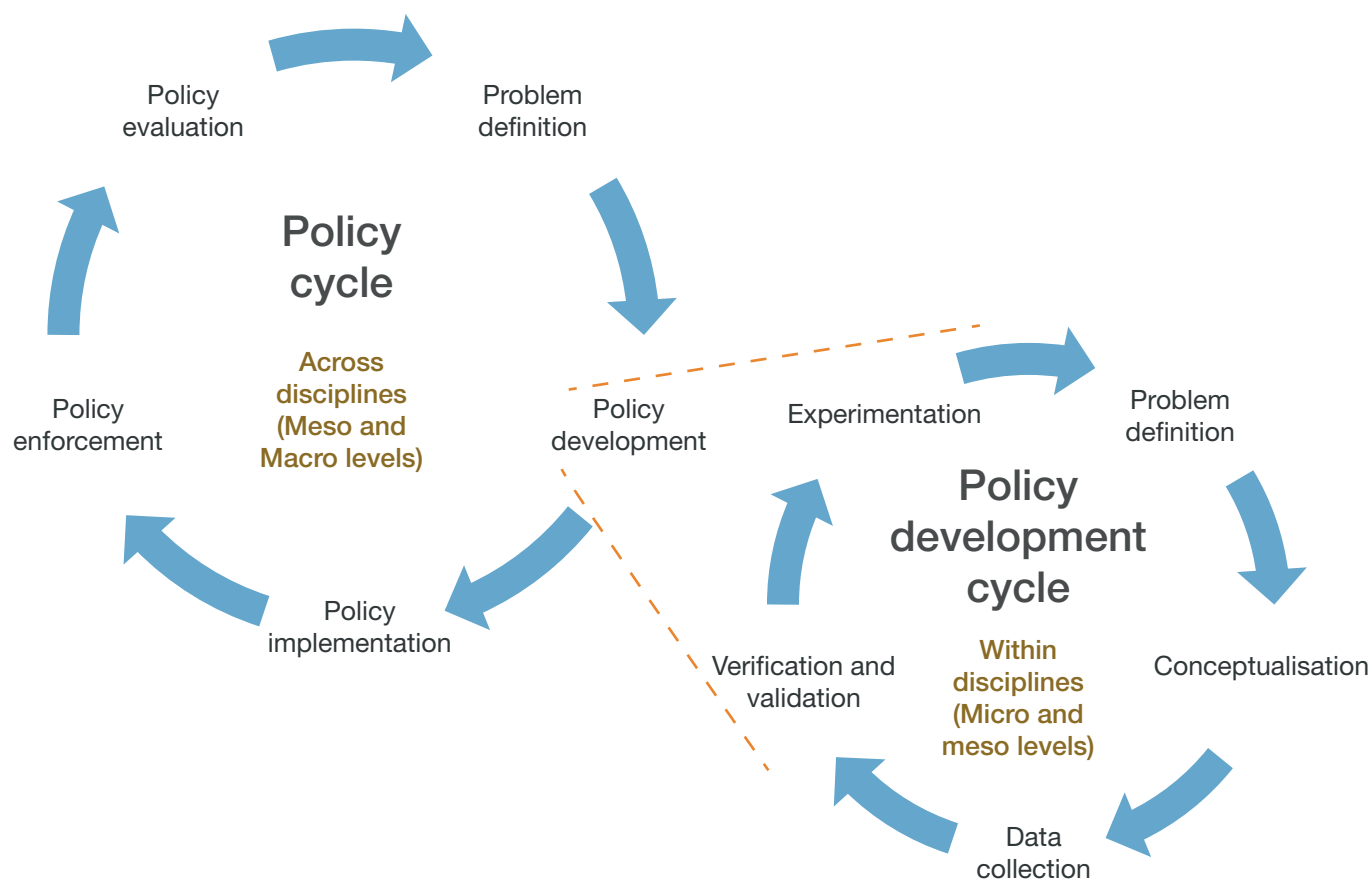 Policy
evaluation
Problem
definition
Policy
cycle
Across
disciplines
(Meso and
Macro levels)
Policy
enforcement
Policy
development
Policy
implementation
Experimentation
Problem
definition
Policy
development
cycle
Within
disciplines
(Micro and
meso levels)
Verification and
validation
Conceptualisation
Data
collection